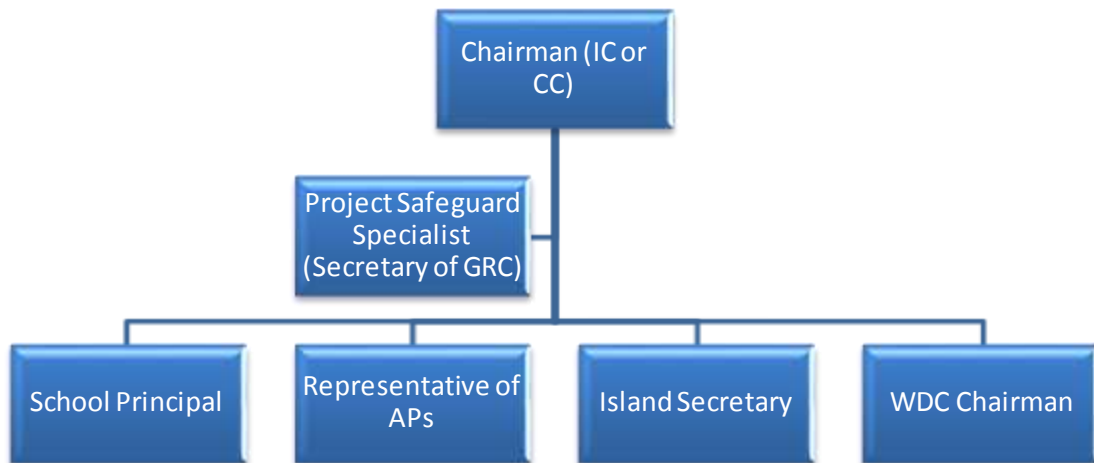 Chairman (IC or
CC)
Project Safeguard
Specialist
(Secretary of GRC)
School Principal
Representative of
APs
Island Secretary
WDC Chairman